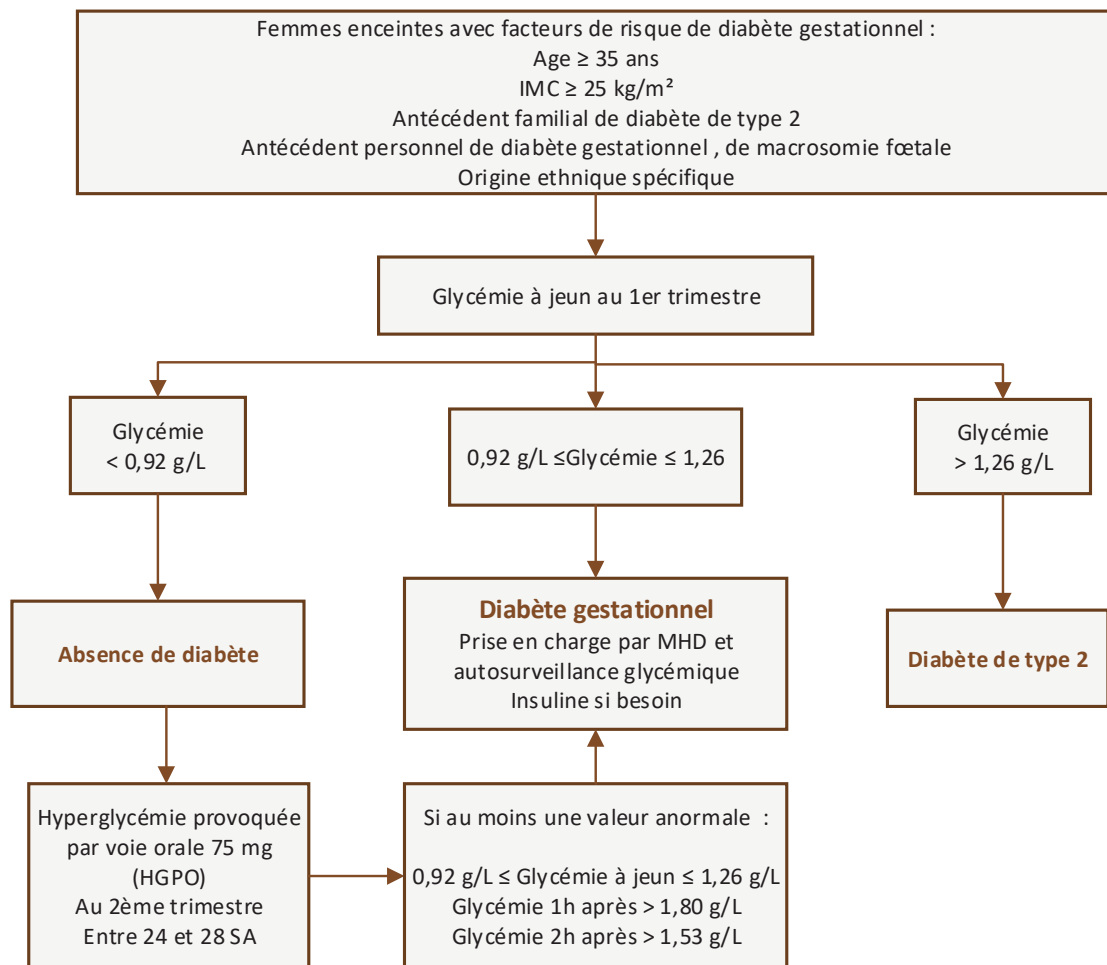 Femmes enceintes avec facteurs de risque de diabète gestationnel :
Age ≥ 35 ans
IMC ≥ 25 kg/m²
Antécédent familial de diabète de type 2
Antécédent personnel de diabète gestationnel , de macrosomie fœtale
Origine ethnique spécifique
Glycémie à jeun au 1er trimestre
Glycémie
< 0,92 g/L
0,92 g/L ≤Glycémie ≤ 1,26
Glycémie
> 1,26 g/L
Absence de diabète
Diabète gestationnel
Prise en charge par MHD et
autosurveillance glycémique
Insuline si besoin
Diabète de type 2
Hyperglycémie provoquée
par voie orale 75 mg
(HGPO)
Au 2ème trimestre
Entre 24 et 28 SA
Si au moins une valeur anormale :
0,92 g/L ≤ Glycémie à jeun ≤ 1,26 g/L
Glycémie 1h après > 1,80 g/L
Glycémie 2h après > 1,53 g/L